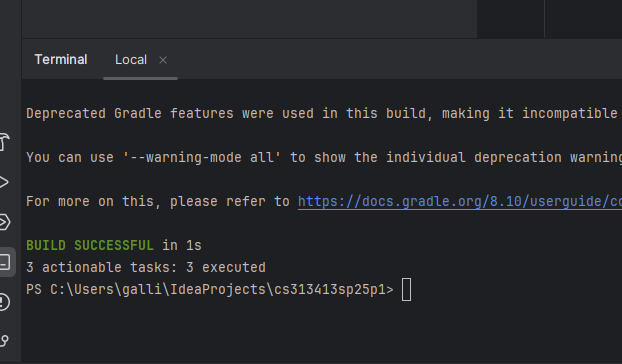 Terminal Local
Deprecated Gradle features were used in this build, making it incompatible
You can use '--warning-mode all' to show the individual deprecation warning
For more on this, please refer to https://docs.gradle.org/8.10/userguide/co
BUILD SUCCESSFUL in 1s
3 actionable tasks: 3 executed
PS C:\Users\galli\IdeaProjects\cs313413sp25p1>